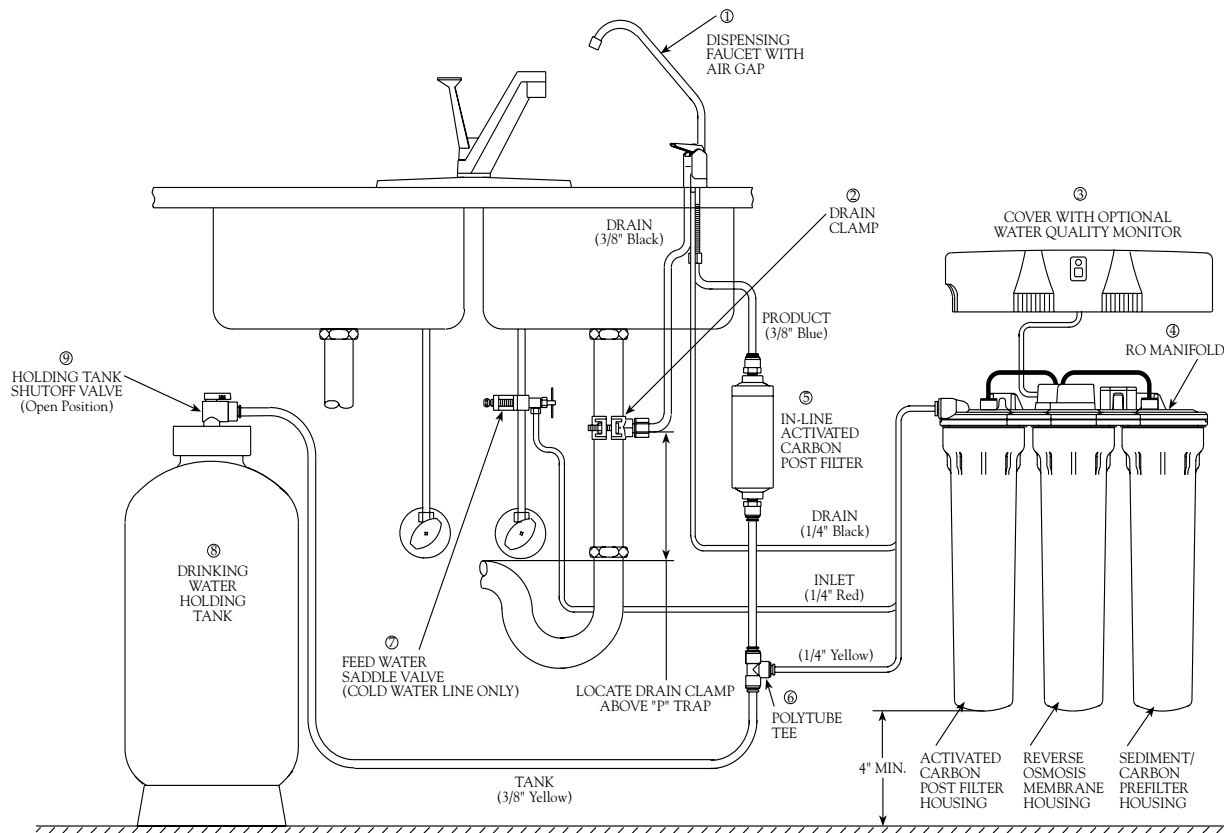 ①
DISPENSING
FAUCET WITH
AIR GAP
②
DRAIN
CLAMP
③
COVER WITH OPTIONAL
WATER QUALITY MONITOR
DRAIN
(3/8" Black)
PRODUCT
(3/8" Blue)
④
RO MANIFOLD
⑨
HOLDING TANK
SHUTOFF VALVE
(Open Position)
⑤
IN-LINE
ACTIVATED
CARBON
POST FILTER
DRAIN
(1/4" Black)
⑧
DRINKING
WATER
HOLDING
TANK
INLET
(1/4" Red)
⑦
FEED WATER
SADDLE VALVE
(COLD WATER LINE ONLY)
(1/4" Yellow)
LOCATE DRAIN CLAMP
ABOVE "P" TRAP
⑥
POLYTUBE
TEE
4" MIN.
ACTIVATED
CARBON
POST FILTER
HOUSING
REVERSE
OSMOSIS
MEMBRANE
HOUSING
SEDIMENT/
CARBON
PREFILTER
HOUSING
TANK
(3/8" Yellow)